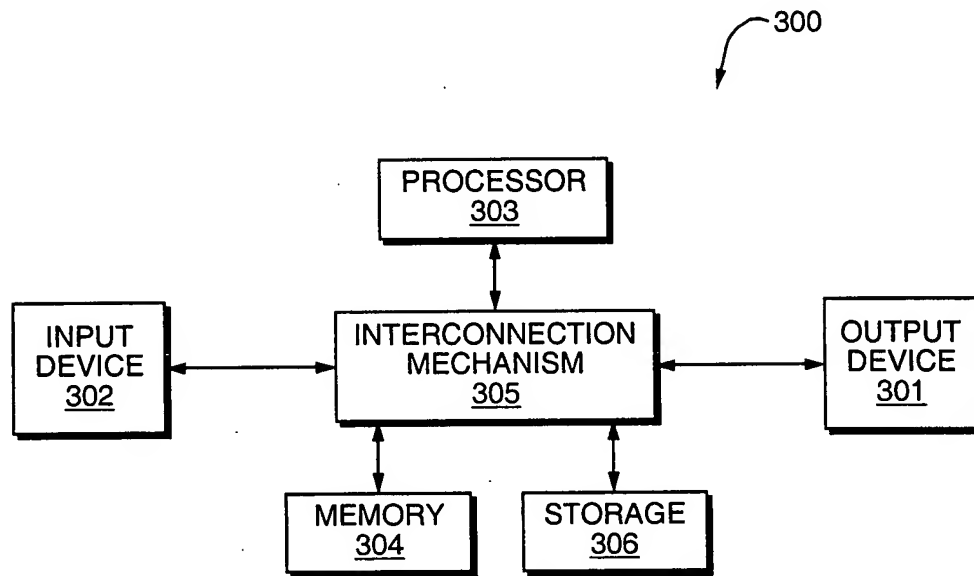 300
PROCESSOR
303
INPUT
DEVICE
302
INTERCONNECTION
MECHANISM
305
OUTPUT
DEVICE
301
MEMORY
304
STORAGE
306